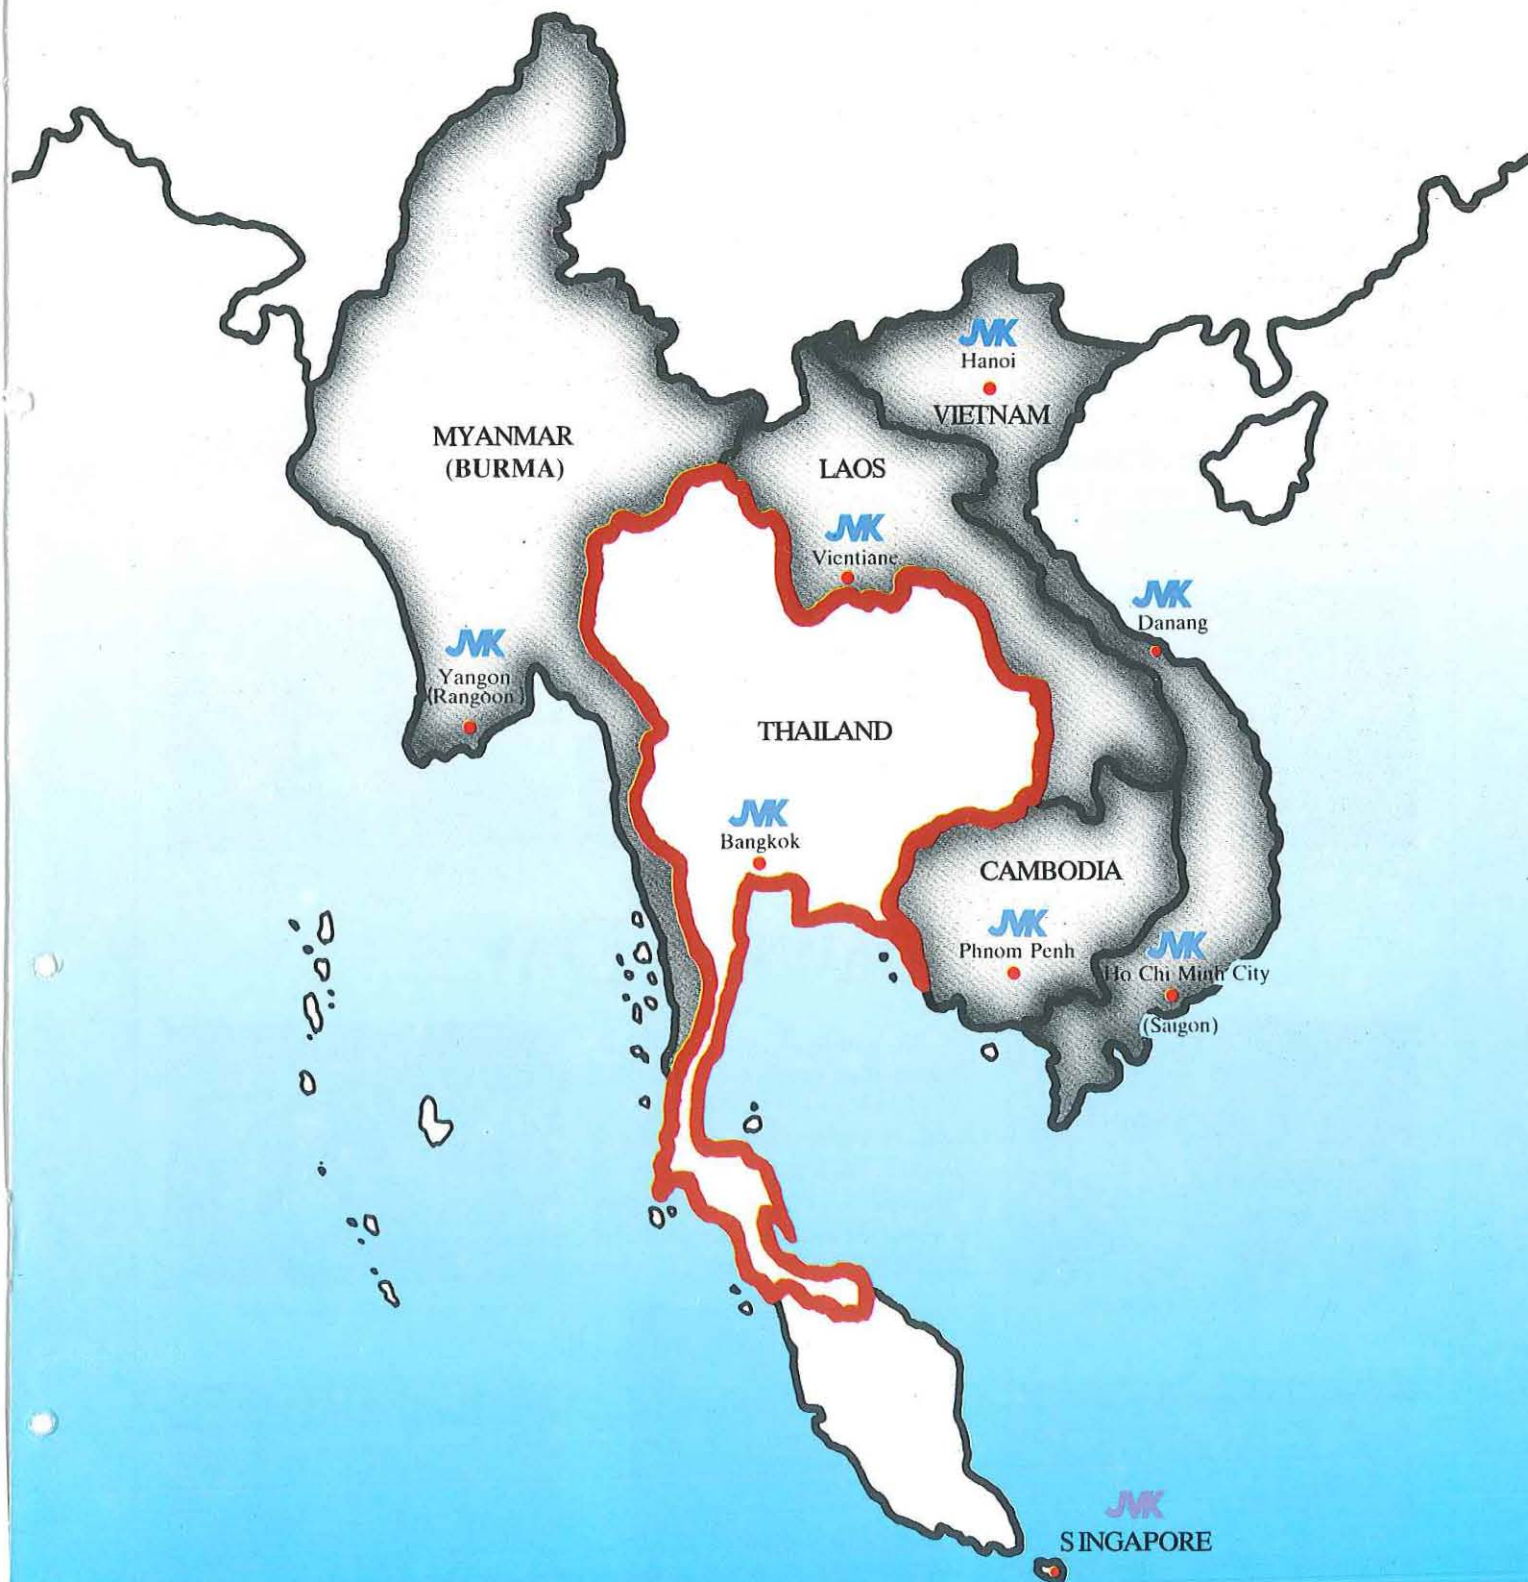 JVK
Hanoi
VIETNAM
MYANMAR
(BURMA)
LAOS
JVK
Vientiane
JVK
Danang
JVK
Yangon
(Rangoon)
THAILAND
JVK
Bangkok
CAMBODIA
JVK
Phnom Penh
JVK
Ho Chi Minh City
(Saigon)
JVK
SINGAPORE